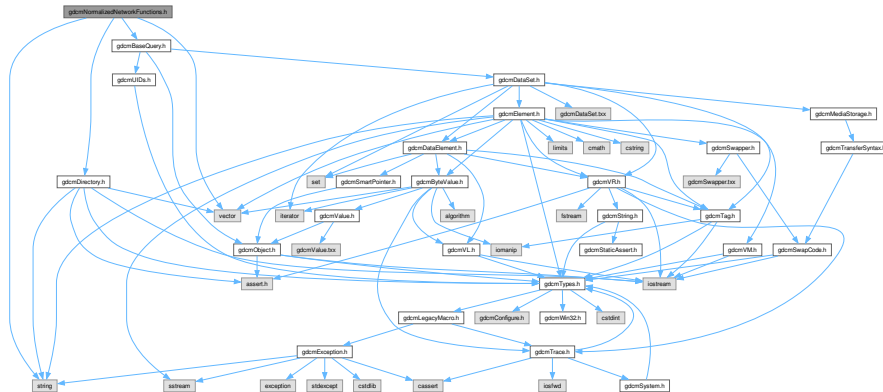 gdcmNormalizedNetworkFunctions.h
gdcmBaseQuery.h
gdcmUIDs.h
gdcmDataSet.h
gdcmElement.h
gdcmDataSet.txx
gdcmMediaStorage.h
gdcmDataElement.h
limits
cmath
cstring
gdcmSwapper.h
gdcmTransferSyntax.h
gdcmDirectory.h
set
gdcmSmartPointer.h
gdcmByteValue.h
gdcmVR.h
gdcmSwapper.txx
vector
iterator
gdcmValue.h
algorithm
fstream
gdcmString.h
gdcmTag.h
gdcmObject.h
gdcmValue.txx
gdcmVL.h
iomanip
gdcmStaticAssert.h
gdcmVM.h
gdcmSwapCode.h
assert.h
gdcmTypes.h
iostream
gdcmLegacyMacro.h
gdcmConfigure.h
gdcmWin32.h
cstdint
gdcmException.h
gdcmTrace.h
string
sstream
exception
stdexcept
cstdlib
cassert
iosfwd
gdcmSystem.h